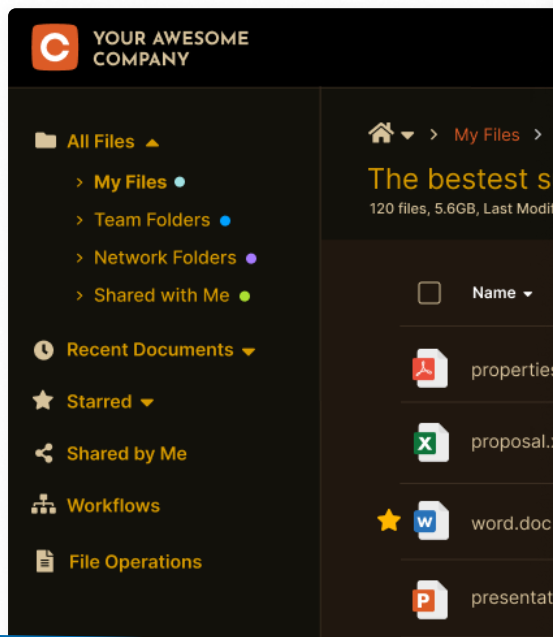 C
YOUR AWESOME
COMPANY
All Files
My Files
Team Folders
Network Folders
Shared with Me
Recent Documents
Starred
Shared by Me
Workflows
File Operations
> My Files >
The bestest s
120 files, 5.6GB, Last Modif
Name
properties
proposal.
word.doc
presentat